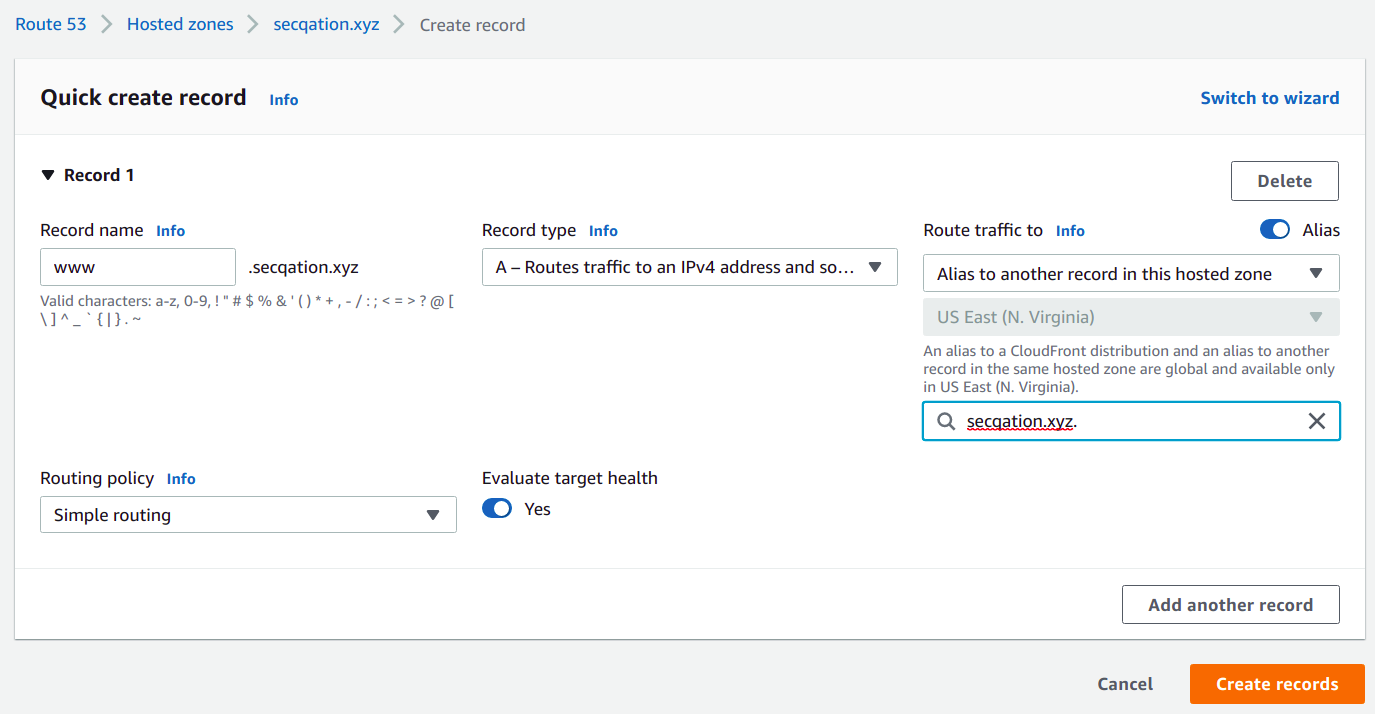 Route 53 > Hosted zones > secqation.xyz > Create record
Quick create record Info
Switch to wizard
Record 1
Delete
Record name Info
www .secqation.xyz
Valid characters: a-z, 0-9, ! " # $ % & ' ( ) * + , - / : ; < = > ? @ [
\ ] ^ _ ` { | } . ~
Record type Info
A – Routes traffic to an IPv4 address and so...
Route traffic to Info
Alias
Alias to another record in this hosted zone
US East (N. Virginia)
An alias to a CloudFront distribution and an alias to another
record in the same hosted zone are global and available only
in US East (N. Virginia).
secqation.xyz.
Routing policy Info
Simple routing
Evaluate target health
Yes
Add another record
Cancel
Create records